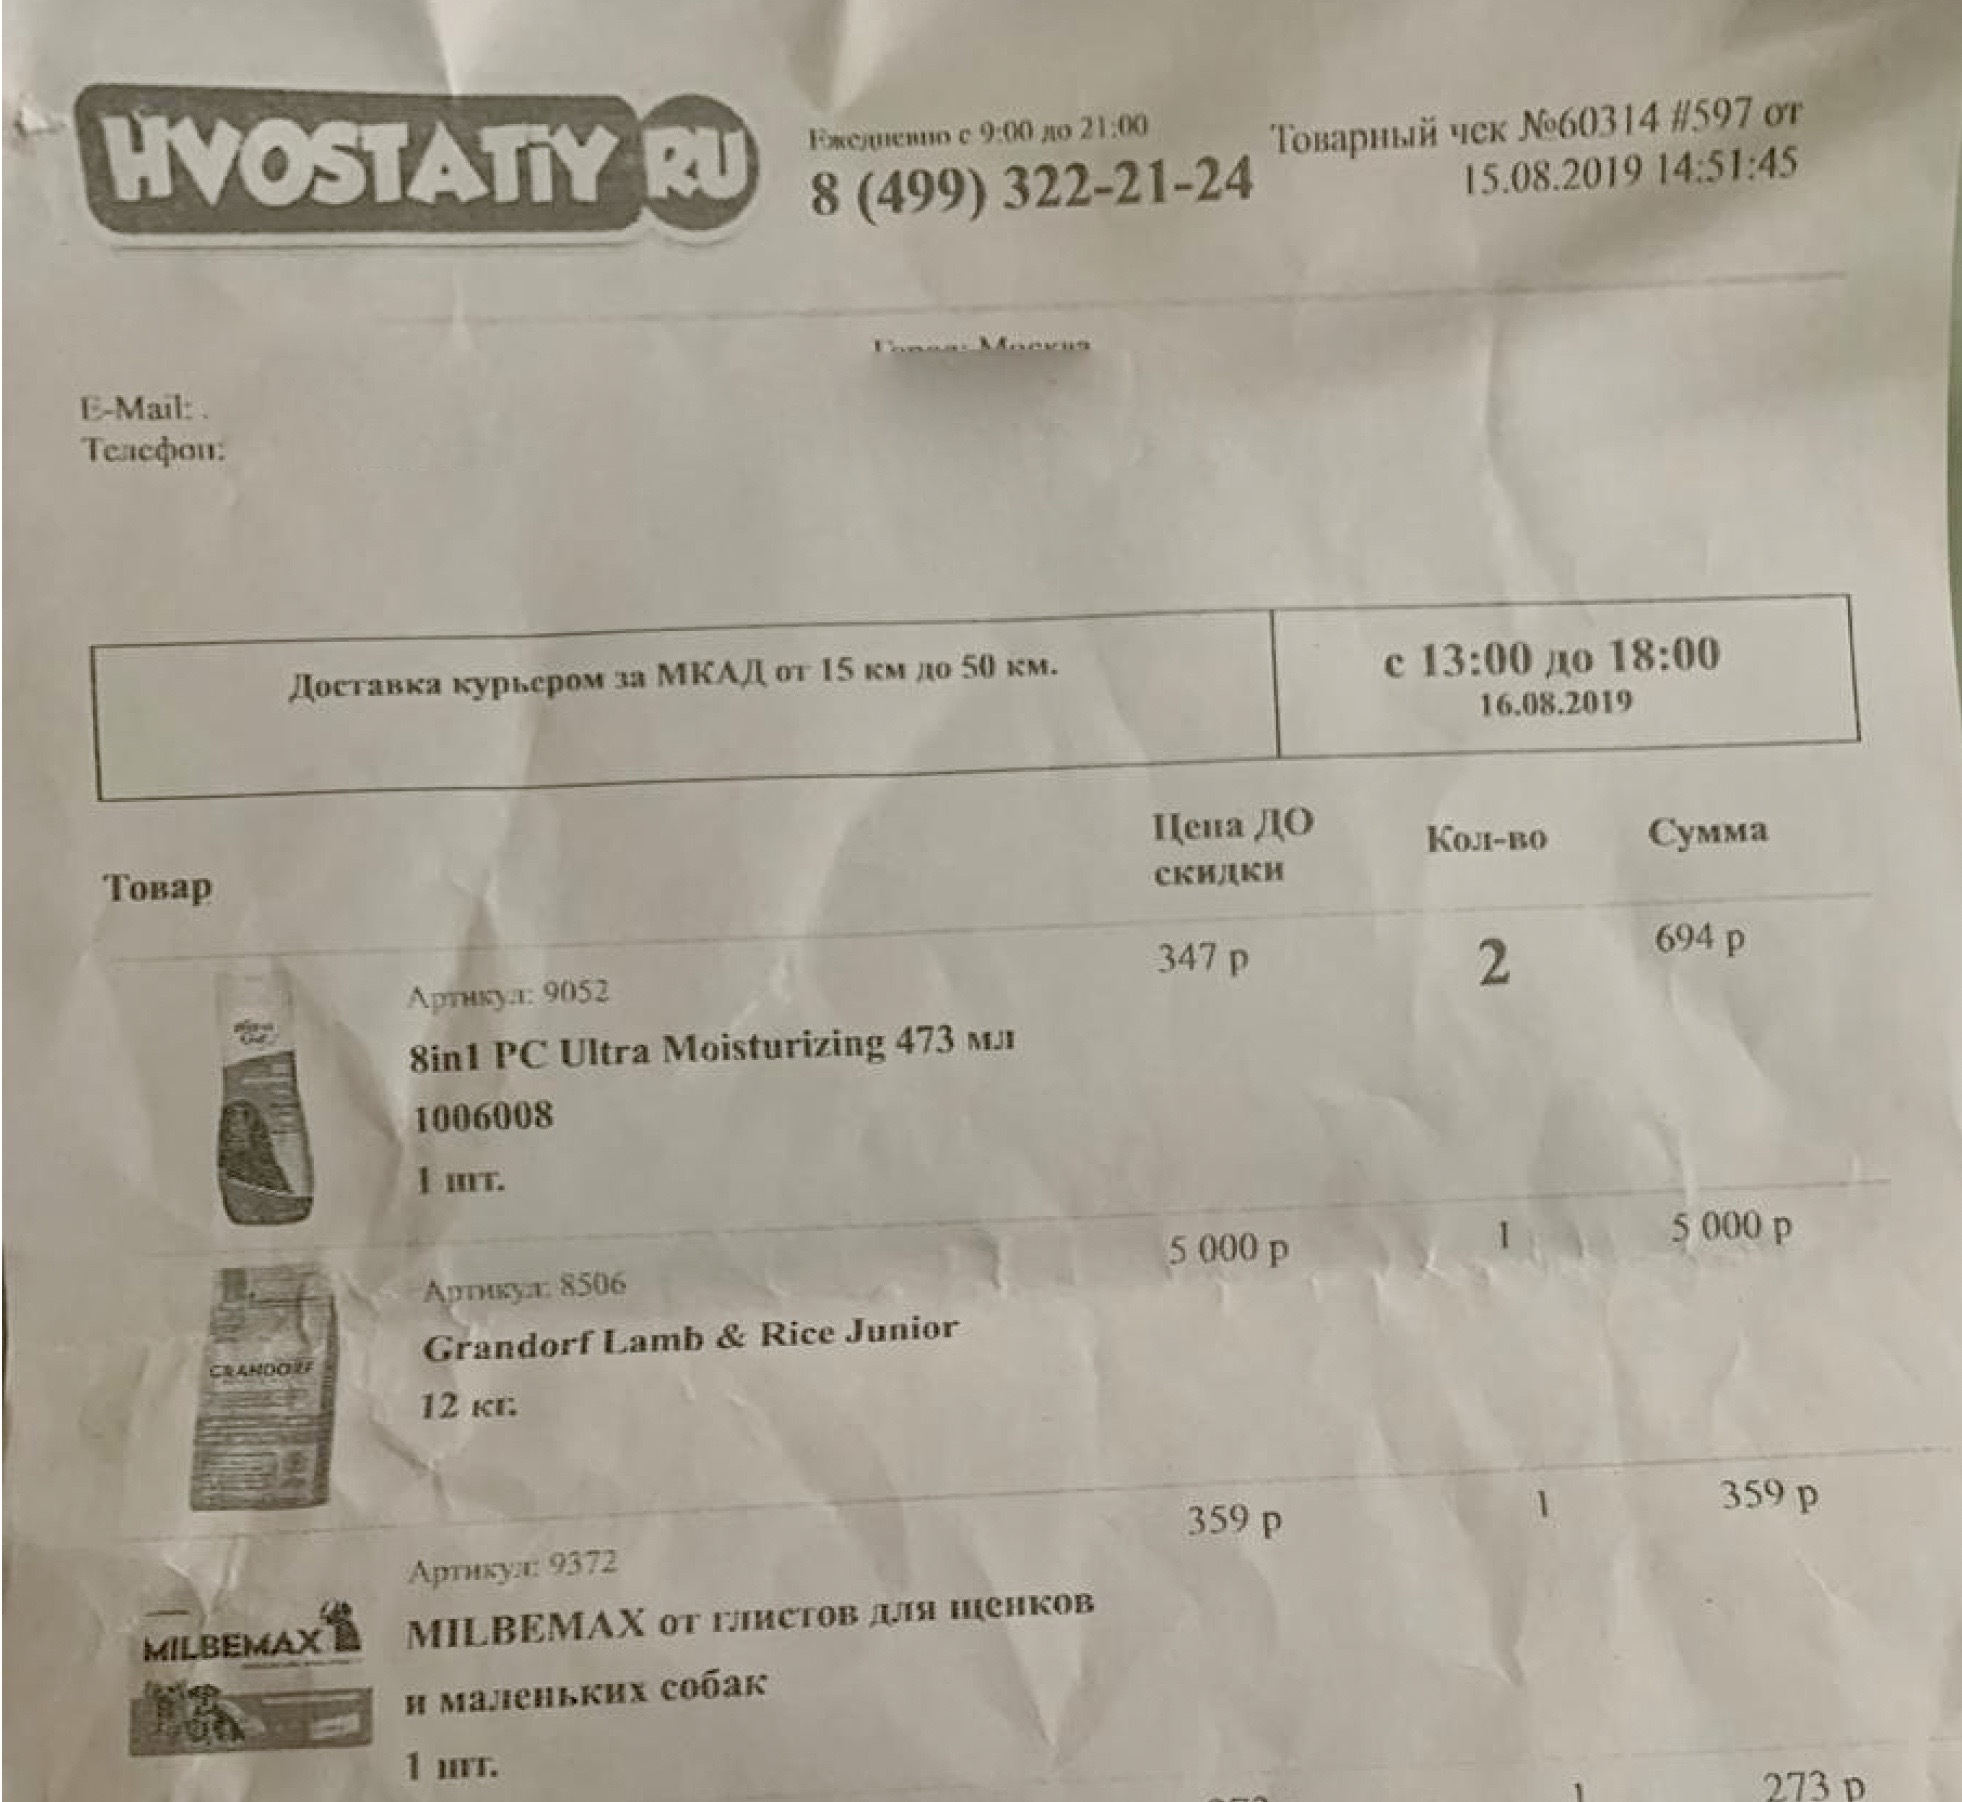 HVOSTATiY RU
Ежедневно с 9:00 до 21:00
8 (499) 322-21-24
Товарный чек №60314 #597 от
15.08.2019 14:51:45
Город: Москва
E-Mail: .
Телефон:
Доставка курьером за МКАД от 15 км до 50 км.
с 13:00 до 18:00
16.08.2019
Товар
Цена ДО
скидки
Кол-во
Сумма
347 р
2
694 р
Артикул: 9052
8in1 PC Ultra Moisturizing 473 мл
1006008
1 шт.
5 000 р
1
5 000 р
Артикул: 8506
Grandorf Lamb & Rice Junior
12 кг.
GRANDORF
359 р
1
359 р
Артикул: 9372
MILBEMAX от глистов для щенков
и маленьких собак
1 шт.
MILBEMAX
1
273 р